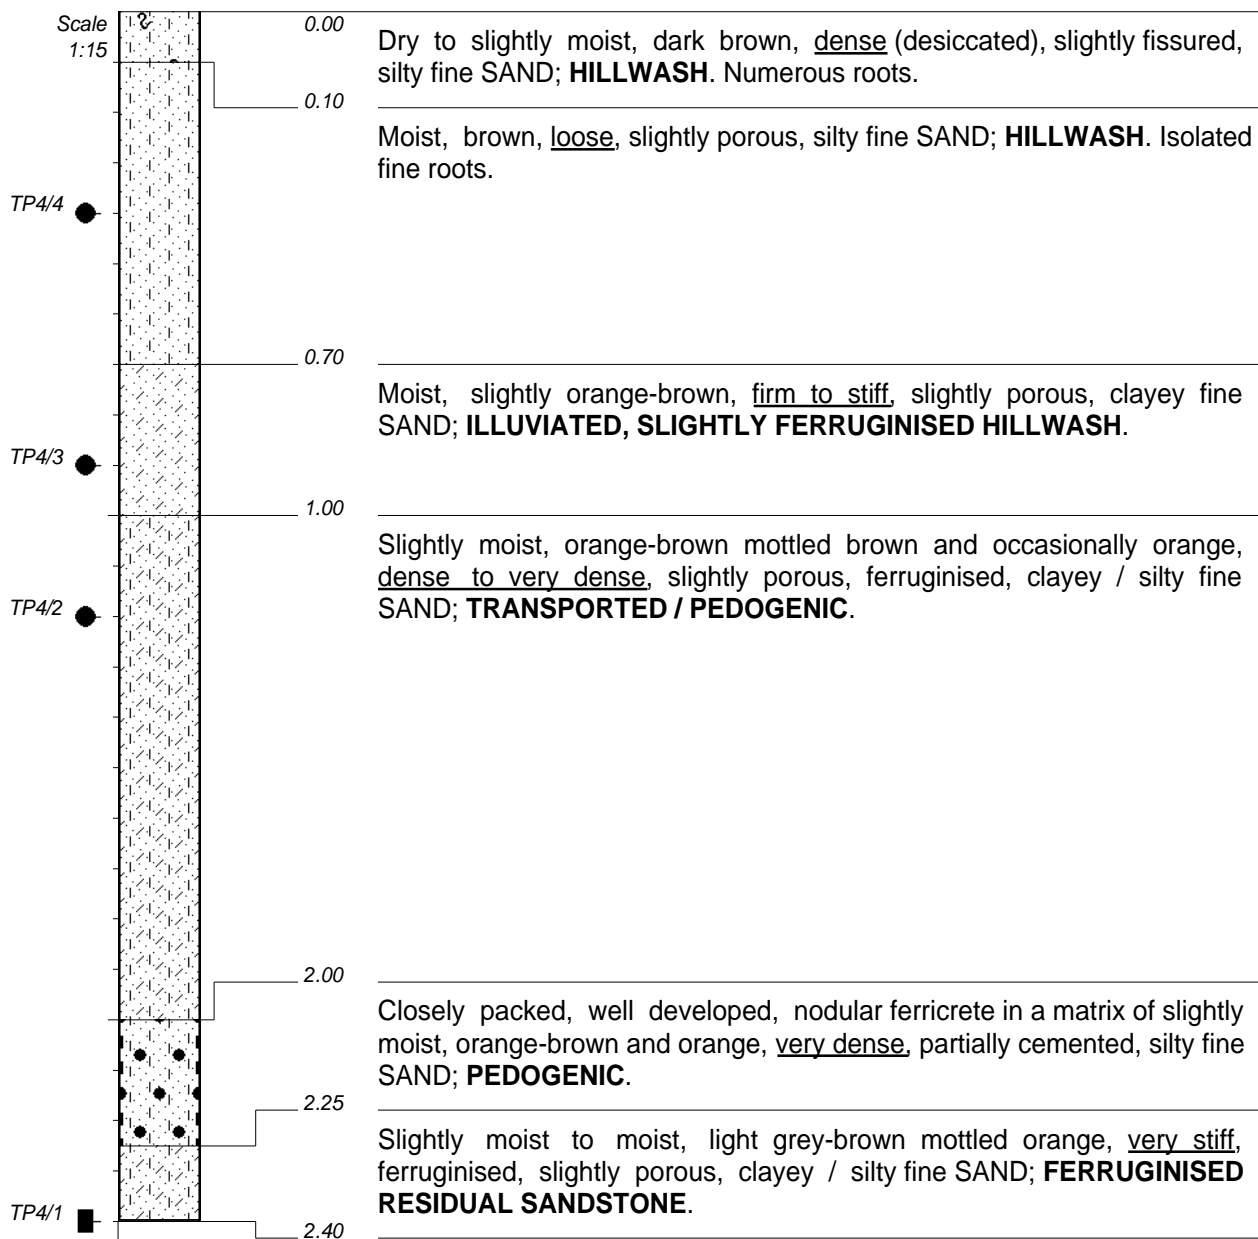 Scale
1:15
0.00
Dry to slightly moist, dark brown, dense (desiccated), slightly fissured,
silty fine SAND; HILLWASH. Numerous roots.
0.10
Moist, brown, loose, slightly porous, silty fine SAND; HILLWASH. Isolated
fine roots.
TP4/4
0.70
Moist, slightly orange-brown, firm to stiff, slightly porous, clayey fine
SAND; ILLUVIATED, SLIGHTLY FERRUGINISED HILLWASH.
TP4/3
1.00
Slightly moist, orange-brown mottled brown and occasionally orange,
dense to very dense, slightly porous, ferruginised, clayey / silty fine
SAND; TRANSPORTED / PEDOGENIC.
TP4/2
2.00
Closely packed, well developed, nodular ferricrete in a matrix of slightly
moist, orange-brown and orange, very dense, partially cemented, silty fine
SAND; PEDOGENIC.
2.25
Slightly moist to moist, light grey-brown mottled orange, very stiff,
ferruginised, slightly porous, clayey / silty fine SAND; FERRUGINISED
RESIDUAL SANDSTONE.
TP4/1
2.40